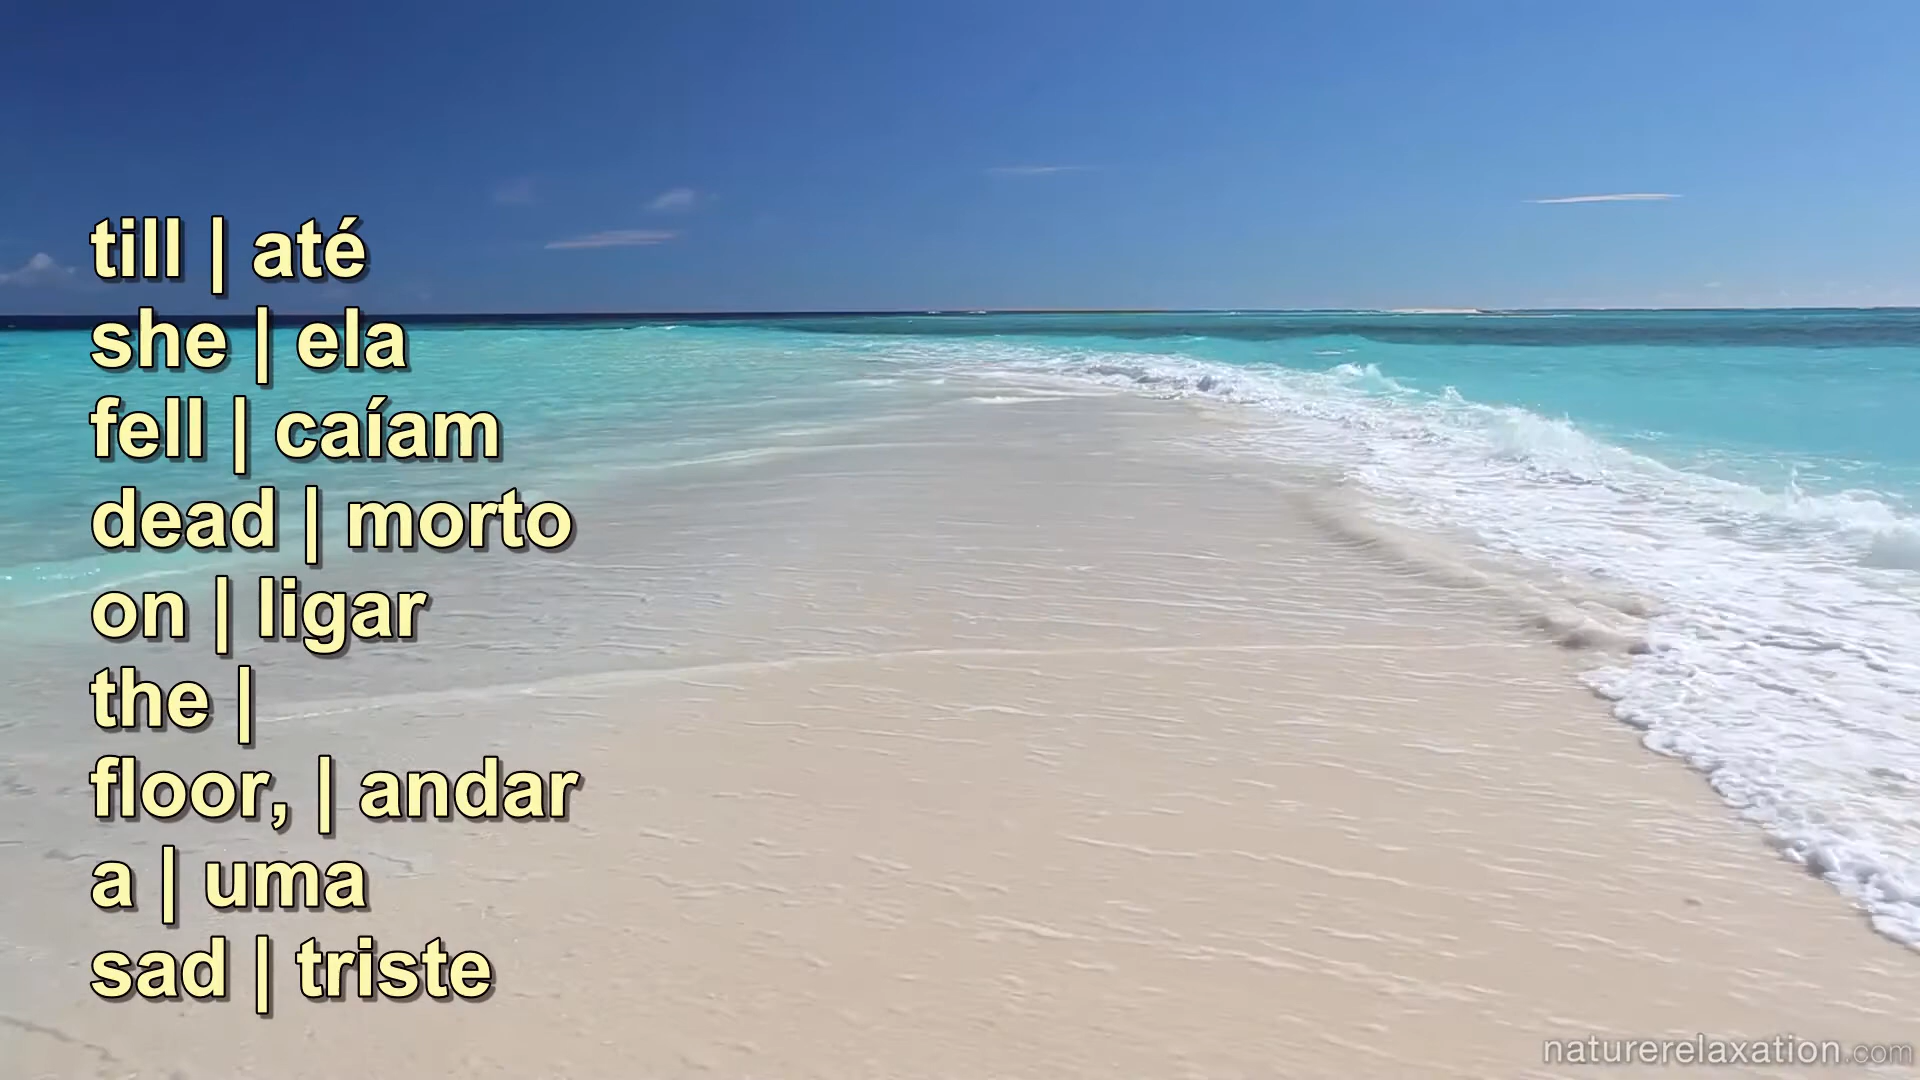 till | até
she | ela
fell | caíam
dead | morto
on | ligar
the |
floor, | andar
a | uma
sad | triste
naturerelaxation.com